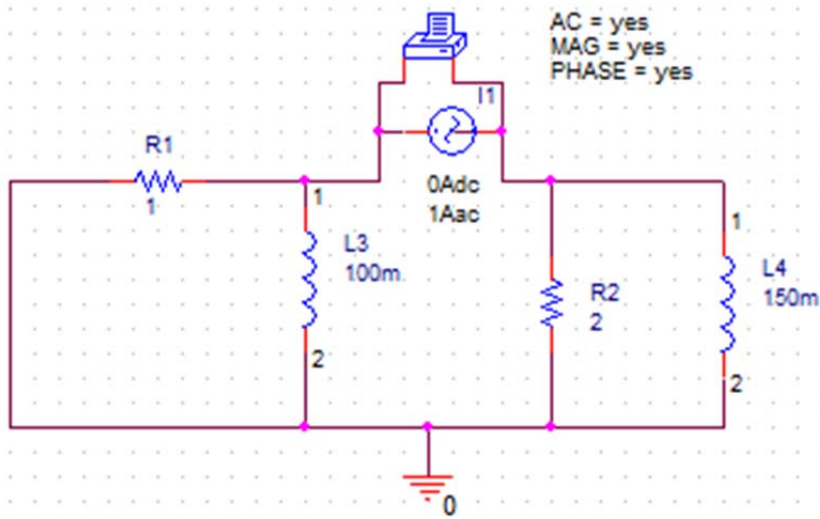 AC = yes
MAG = yes
PHASE = yes
I1
R1
0Adc
1Aac
1
1
1
L3
100m
L4
150m
R2
2
2
2
0